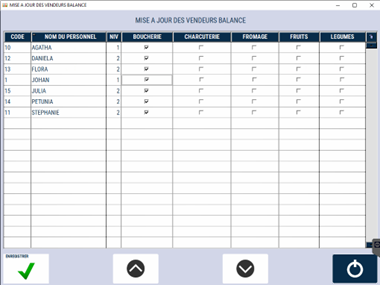 MISE A JOUR DES VENDEURS BALANCE
MISE A JOUR DES VENDEURS BALANCE
CODE NOM DU PERSONNEL NIV BOUCHERIE CHARCUTERIE FROMAGE FRUITS LEGUMES
10 AGATHA 1
12 DANIELA 2
13 FLORA 2
1 JOHAN 1
15 JULIA 2
14 PETUNIA 2
11 STEPHANIE 2
ENREGISTRER